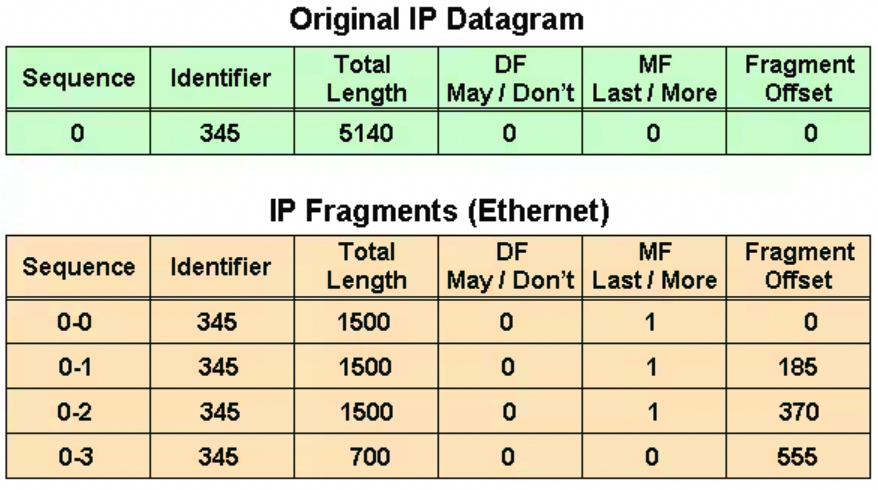 Original IP Datagram
Sequence Identifier Total Length DF May / Don't MF Last / More Fragment Offset
0 345 5140 0 0 0
IP Fragments (Ethernet)
Sequence Identifier Total Length DF May / Don't MF Last / More Fragment Offset
0-0 345 1500 0 1 0
0-1 345 1500 0 1 185
0-2 345 1500 0 1 370
0-3 345 700 0 0 555